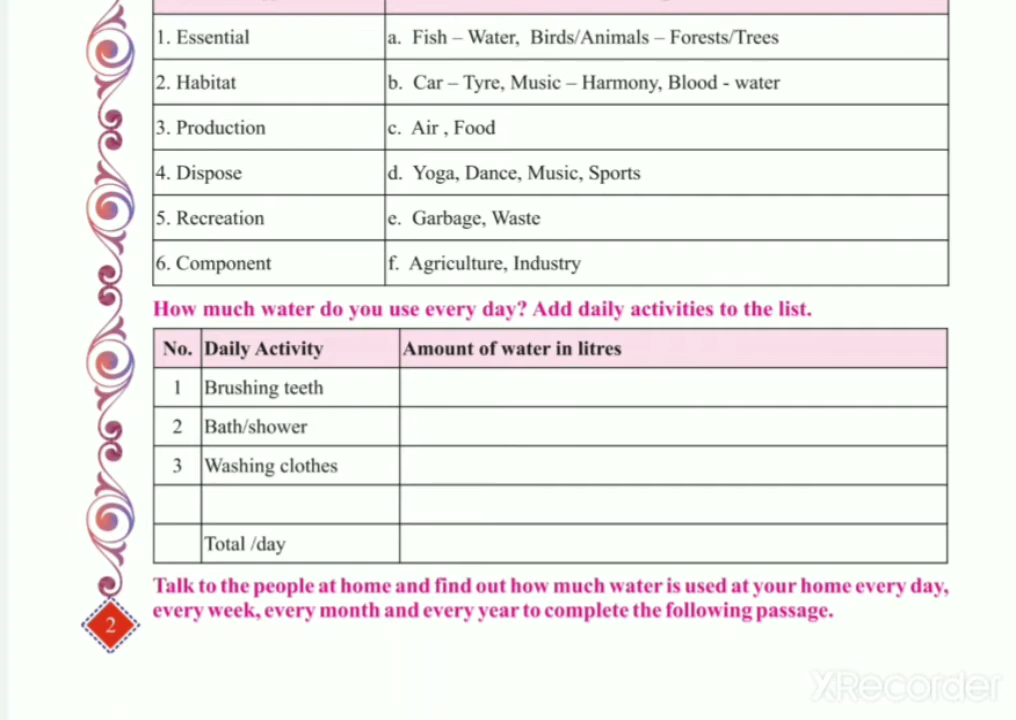 1. Essential a. Fish – Water, Birds/Animals – Forests/Trees
2. Habitat b. Car – Tyre, Music – Harmony, Blood - water
3. Production c. Air , Food
4. Dispose d. Yoga, Dance, Music, Sports
5. Recreation e. Garbage, Waste
6. Component f. Agriculture, Industry
How much water do you use every day? Add daily activities to the list.
No. Daily Activity Amount of water in litres
1 Brushing teeth
2 Bath/shower
3 Washing clothes
Total /day
Talk to the people at home and find out how much water is used at your home every day,
every week, every month and every year to complete the following passage.
2
XRecorder